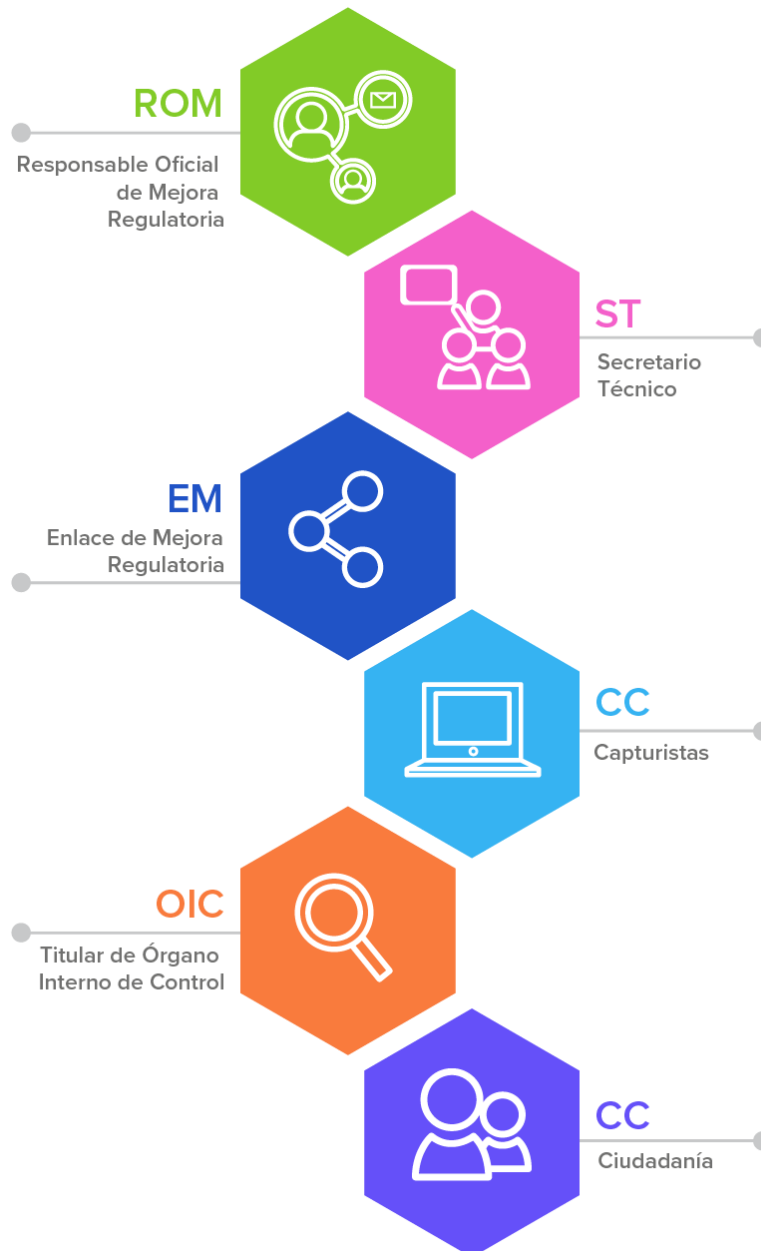 ROM
Responsable Oficial
de Mejora
Regulatoria
ST
Secretario
Técnico
EM
Enlace de Mejora
Regulatoria
CC
Capturistas
OIC
Titular de Órgano
Interno de Control
CC
Ciudadanía